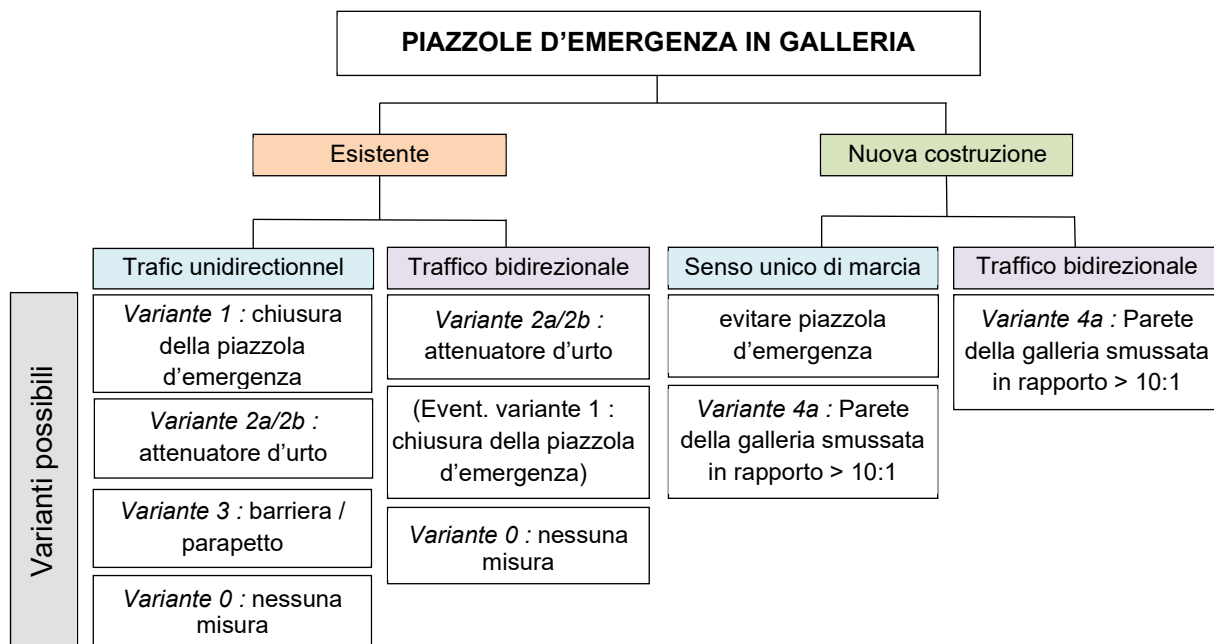 PIAZZOLE D’EMERGENZA IN GALLERIA
Esistente
Nuova costruzione
Trafic unidirectionnel
Traffico bidirezionale
Senso unico di marcia
Traffico bidirezionale
Varianti possibili
Variante 1 : chiusura
della piazzola
d’emergenza
Variante 2a/2b :
attenuatore d’urto
Variante 3 : barriera /
parapetto
Variante 0 : nessuna
misura
Variante 2a/2b :
attenuatore d’urto
(Event. variante 1 :
chiusura della piazzola
d’emergenza)
Variante 0 : nessuna
misura
evitare piazzola
d’emergenza
Variante 4a : Parete
della galleria smussata
in rapporto > 10:1
Variante 4a : Parete
della galleria smussata
in rapporto > 10:1